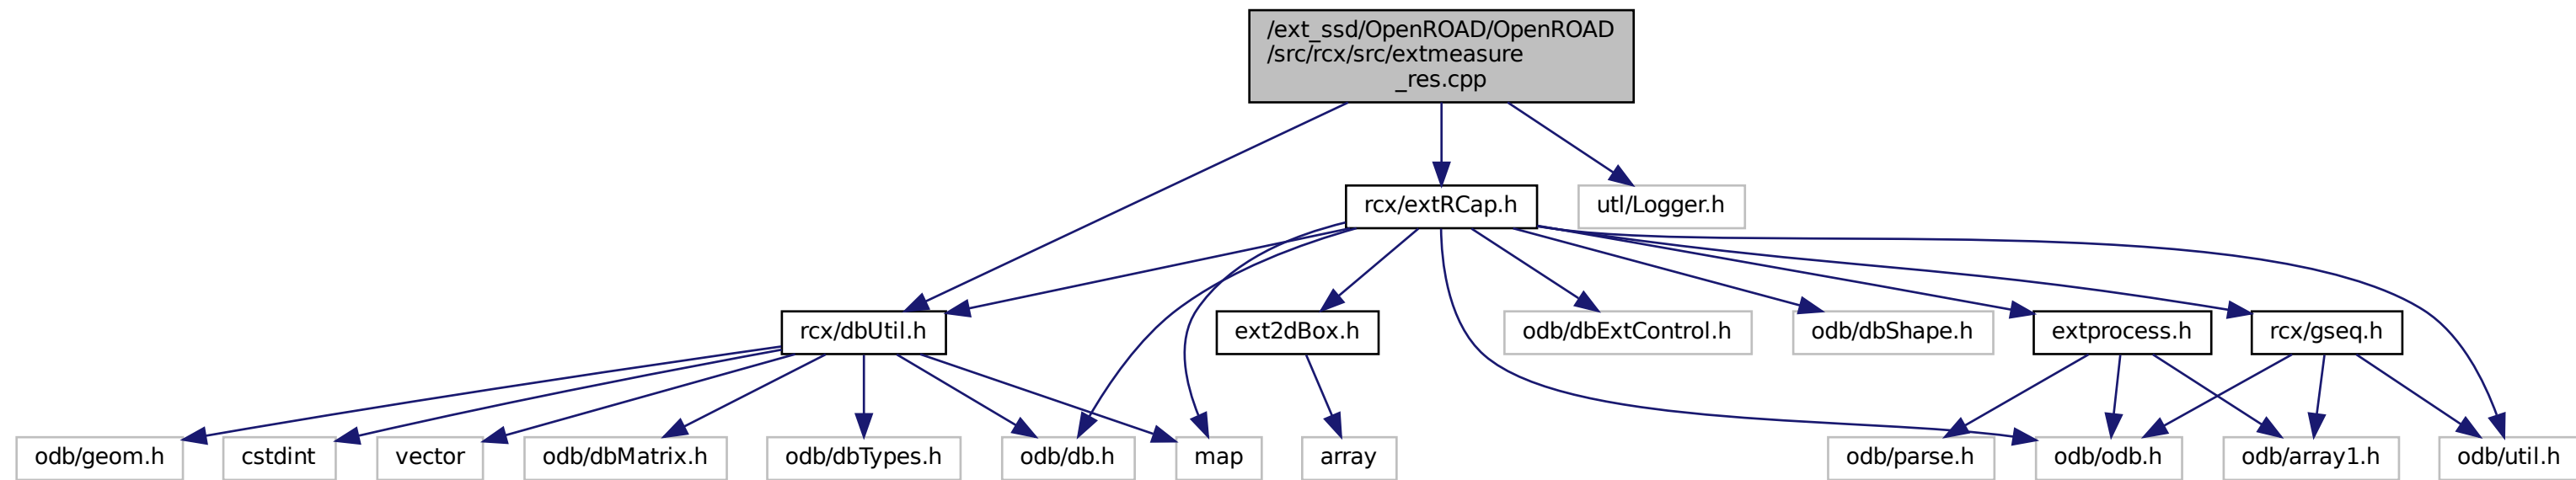 /ext_ssd/OpenROAD/OpenROAD
/src/rcx/src/extmeasure
_res.cpp
rcx/extRCap.h
utl/Logger.h
rcx/dbUtil.h
ext2dBox.h
odb/dbExtControl.h
odb/dbShape.h
extprocess.h
rcx/gseq.h
odb/geom.h
cstdint
vector
odb/dbMatrix.h
odb/dbTypes.h
odb/db.h
map
array
odb/parse.h
odb/odb.h
odb/array1.h
odb/util.h